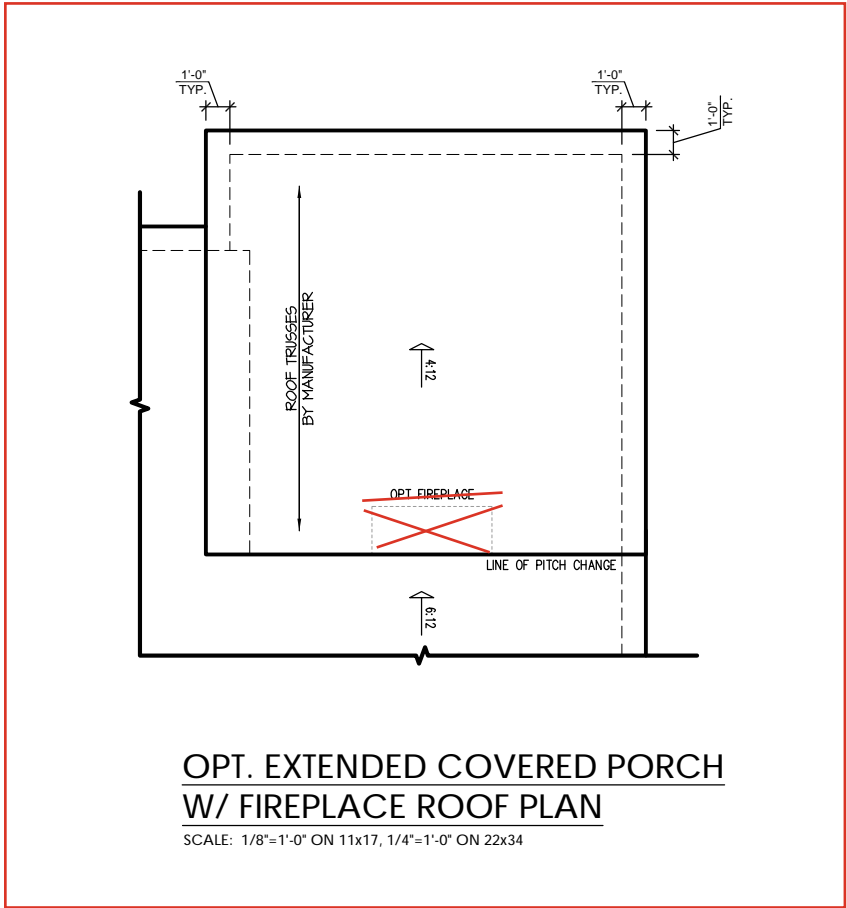 1'-0"
TYP.
1'-0"
TYP.
1'-0"
TYP.
ROOF TRUSSES
BY MANUFACTURER
4:12
OPT FIREPLACE
LINE OF PITCH CHANGE
6:12
OPT. EXTENDED COVERED PORCH
W/ FIREPLACE ROOF PLAN
SCALE: 1/8"=1'-0" ON 11x17, 1/4"=1'-0" ON 22x34